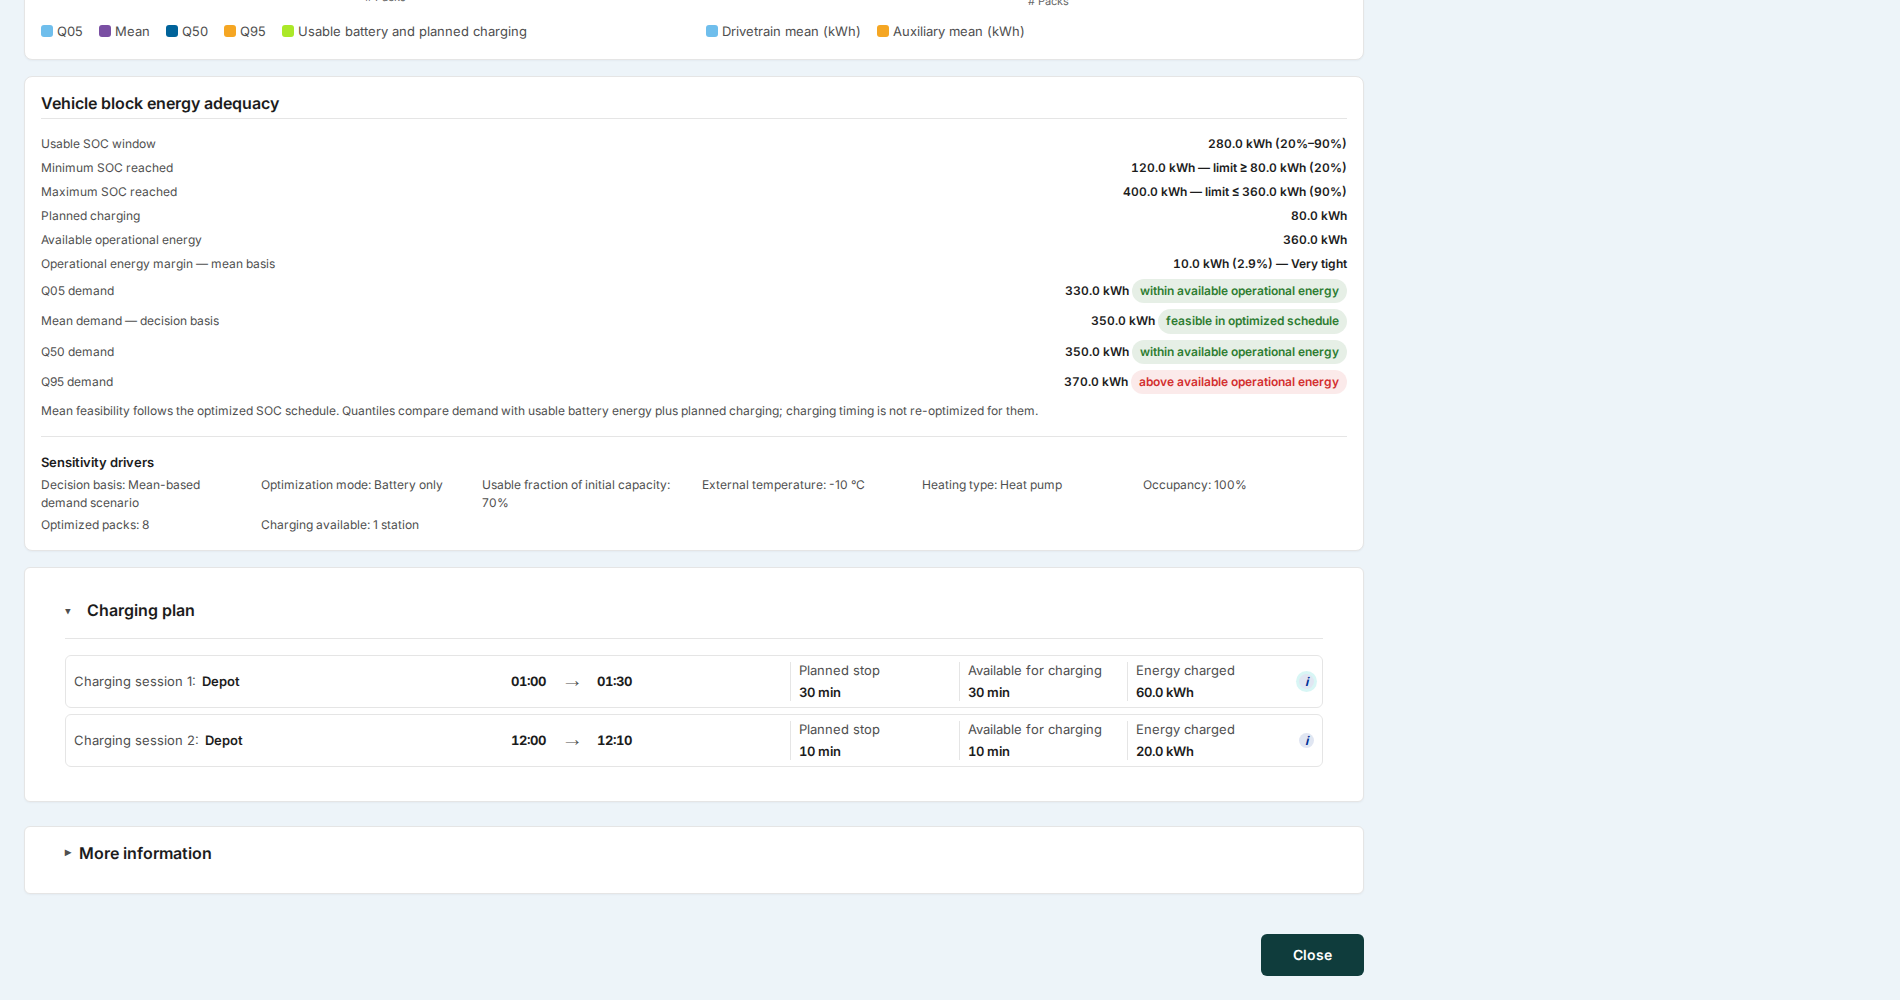 # Packs
Q05 Mean Q50 Q95 Usable battery and planned charging
Drivetrain mean (kWh) Auxiliary mean (kWh)
Vehicle block energy adequacy
Usable SOC window 280.0 kWh (20%–90%)
Minimum SOC reached 120.0 kWh — limit ≥ 80.0 kWh (20%)
Maximum SOC reached 400.0 kWh — limit ≤ 360.0 kWh (90%)
Planned charging 80.0 kWh
Available operational energy 360.0 kWh
Operational energy margin — mean basis 10.0 kWh (2.9%) — Very tight
Q05 demand 330.0 kWh within available operational energy
Mean demand — decision basis 350.0 kWh feasible in optimized schedule
Q50 demand 350.0 kWh within available operational energy
Q95 demand 370.0 kWh above available operational energy
Mean feasibility follows the optimized SOC schedule. Quantiles compare demand with usable battery energy plus planned charging; charging timing is not re-optimized for them.
Sensitivity drivers
Decision basis: Mean-based
demand scenario
Optimization mode: Battery only
Usable fraction of initial capacity:
70%
External temperature: -10 °C
Heating type: Heat pump
Occupancy: 100%
Optimized packs: 8
Charging available: 1 station
▾ Charging plan
Charging session 1: Depot 01:00 → 01:30
Planned stop
30 min
Available for charging
30 min
Energy charged
60.0 kWh
i
Charging session 2: Depot 12:00 → 12:10
Planned stop
10 min
Available for charging
10 min
Energy charged
20.0 kWh
i
▸ More information
Close